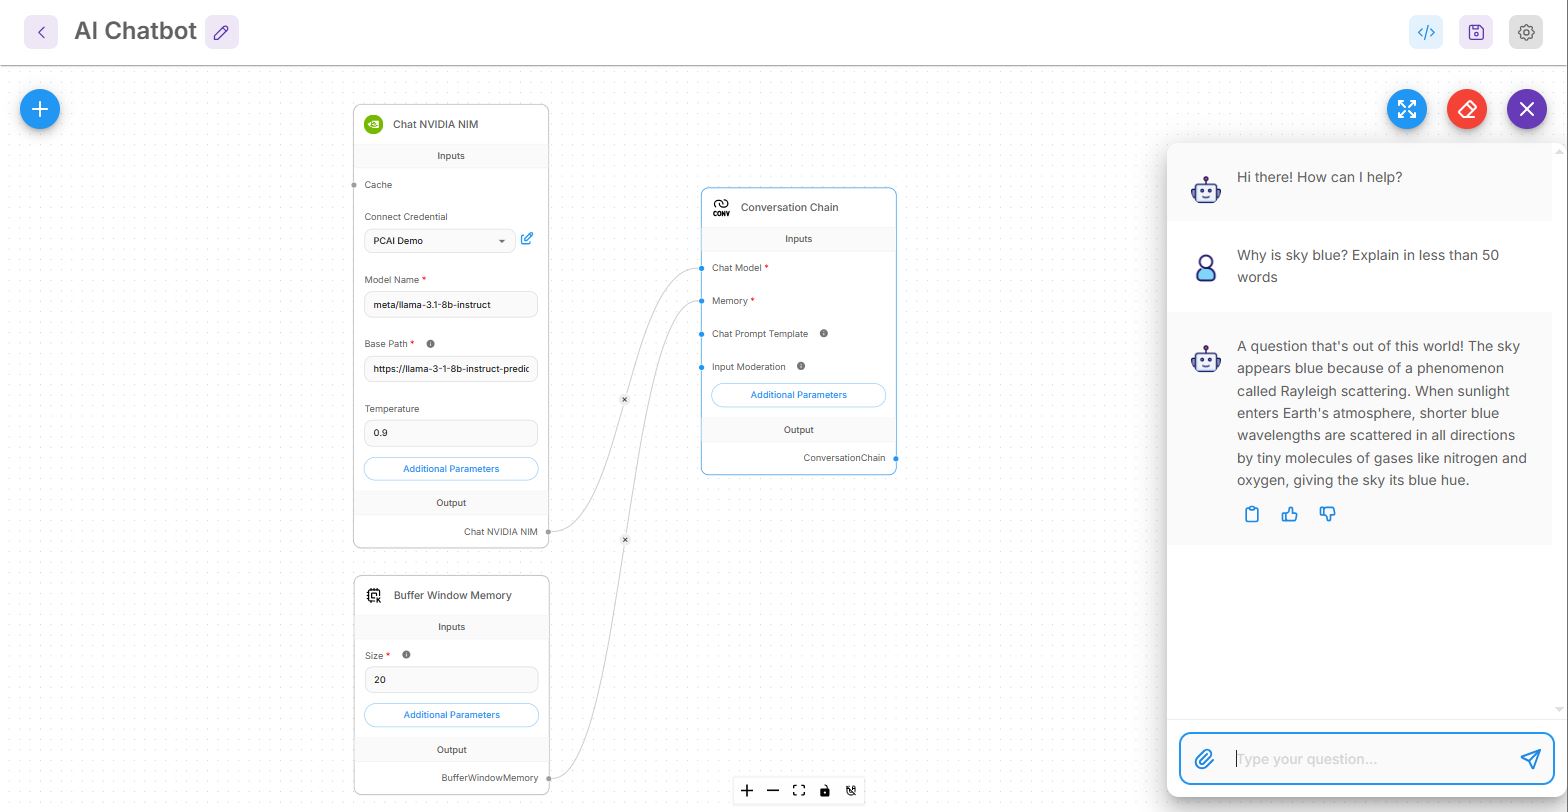 AI Chatbot
Chat NVIDIA NIM
Inputs
Cache
Connect Credential
PCAI Demo
Model Name *
meta/llama-3.1-8b-instruct
Base Path *
https://llama-3-1-8b-instruct-predic
Temperature
0.9
Additional Parameters
Output
Chat NVIDIA NIM
Buffer Window Memory
Inputs
Size *
20
Additional Parameters
Output
BufferWindowMemory
CONV
Conversation Chain
Inputs
Chat Model *
Memory *
Chat Prompt Template
Input Moderation
Additional Parameters
Output
ConversationChain
Hi there! How can I help?
Why is sky blue? Explain in less than 50
words
A question that's out of this world! The sky
appears blue because of a phenomenon
called Rayleigh scattering. When sunlight
enters Earth's atmosphere, shorter blue
wavelengths are scattered in all directions
by tiny molecules of gases like nitrogen and
oxygen, giving the sky its blue hue.
Type your question...